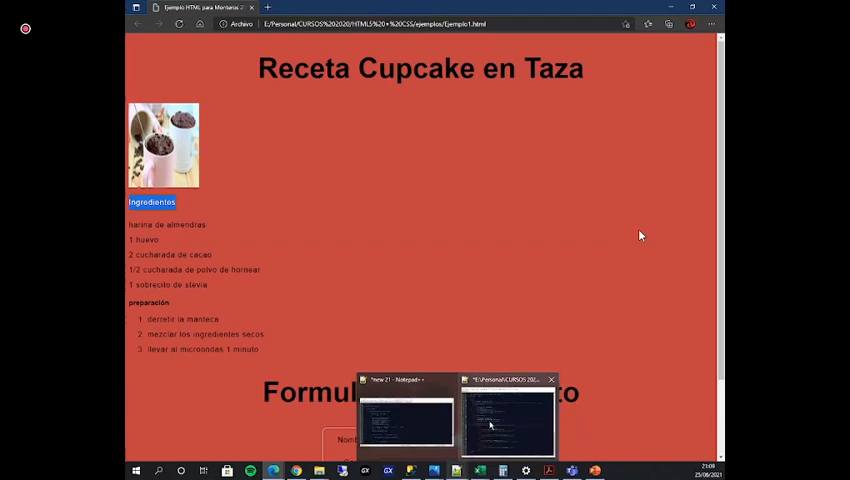 Ejemplo HTML para Monteros 2
Archivo | E:/Personal/CURSOS%202020/HTML5%20+%20CSS/ejemplos/Ejemplo1.html
Receta Cupcake en Taza
Ingredientes
harina de almendras
1 huevo
2 cucharada de cacao
1/2 cucharada de polvo de hornear
1 sobrecito de stevia
preparación
1 derretir la manteca
2 mezclar los ingredientes secos
3 llevar al microondas 1 minuto
*new 21 - Notepad++
*E:\Personal\CURSOS 202...
Formul to
Nomb
21:09
25/06/2021